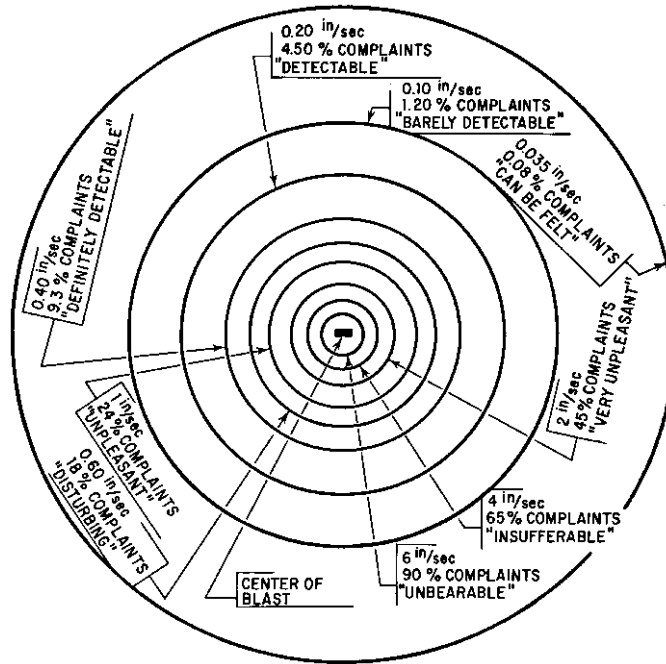 0.20 in/sec
4.50 % COMPLAINTS
"DETECTABLE"
0.10 in/sec
1.20 % COMPLAINTS
"BARELY DETECTABLE"
0.035 in/sec
0.08 % COMPLAINTS
"CAN BE FELT"
0.40 in/sec
9.3 % COMPLAINTS
"DEFINITELY DETECTABLE"
2 in/sec
45% COMPLAINTS
"VERY UNPLEASANT"
1 in/sec
24% COMPLAINTS
"UNPLEASANT"
0.60 in/sec
18% COMPLAINTS
"DISTURBING"
4 in/sec
65% COMPLAINTS
"INSUFFERABLE"
6 in/sec
90 % COMPLAINTS
"UNBEARABLE"
CENTER OF
BLAST